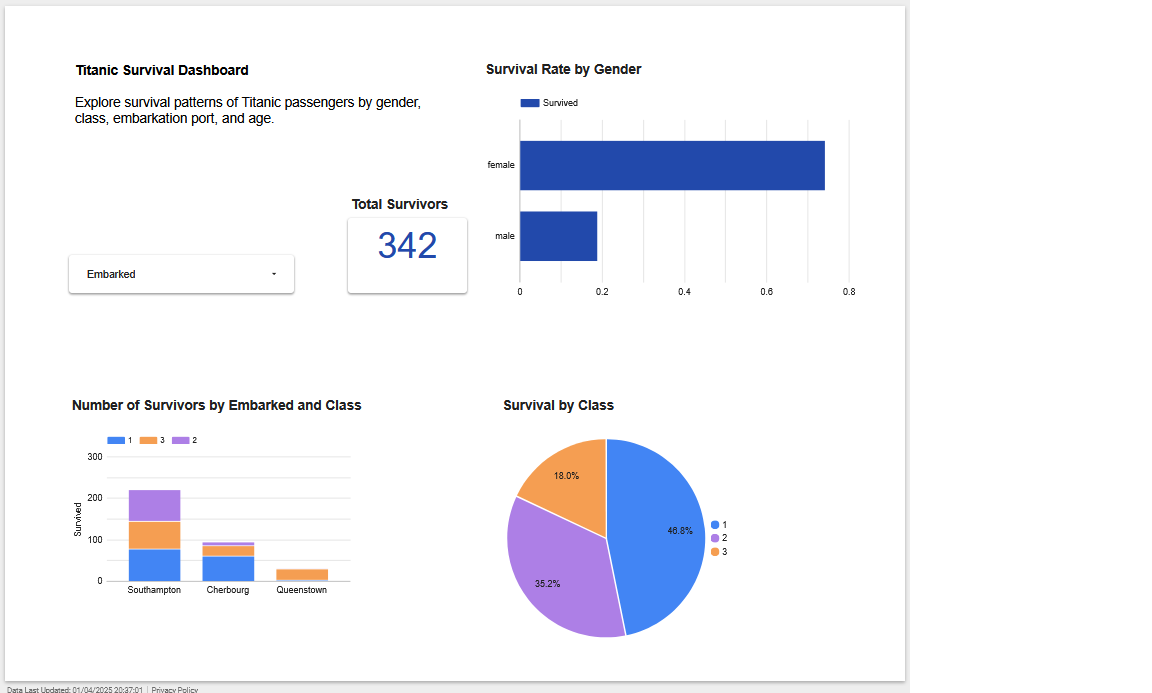 Titanic Survival Dashboard
Explore survival patterns of Titanic passengers by gender,
class, embarkation port, and age.
Total Survivors
342
Embarked
Survival Rate by Gender
Survived
female
male
0 0.2 0.4 0.6 0.8
Number of Survivors by Embarked and Class
1 3 2
300
200
100
0
Survived
Southampton Cherbourg Queenstown
Survival by Class
18.0%
46.8%
35.2%
1
2
3
Data Last Updated: 01/04/2025 20:37:01 | Privacy Policy